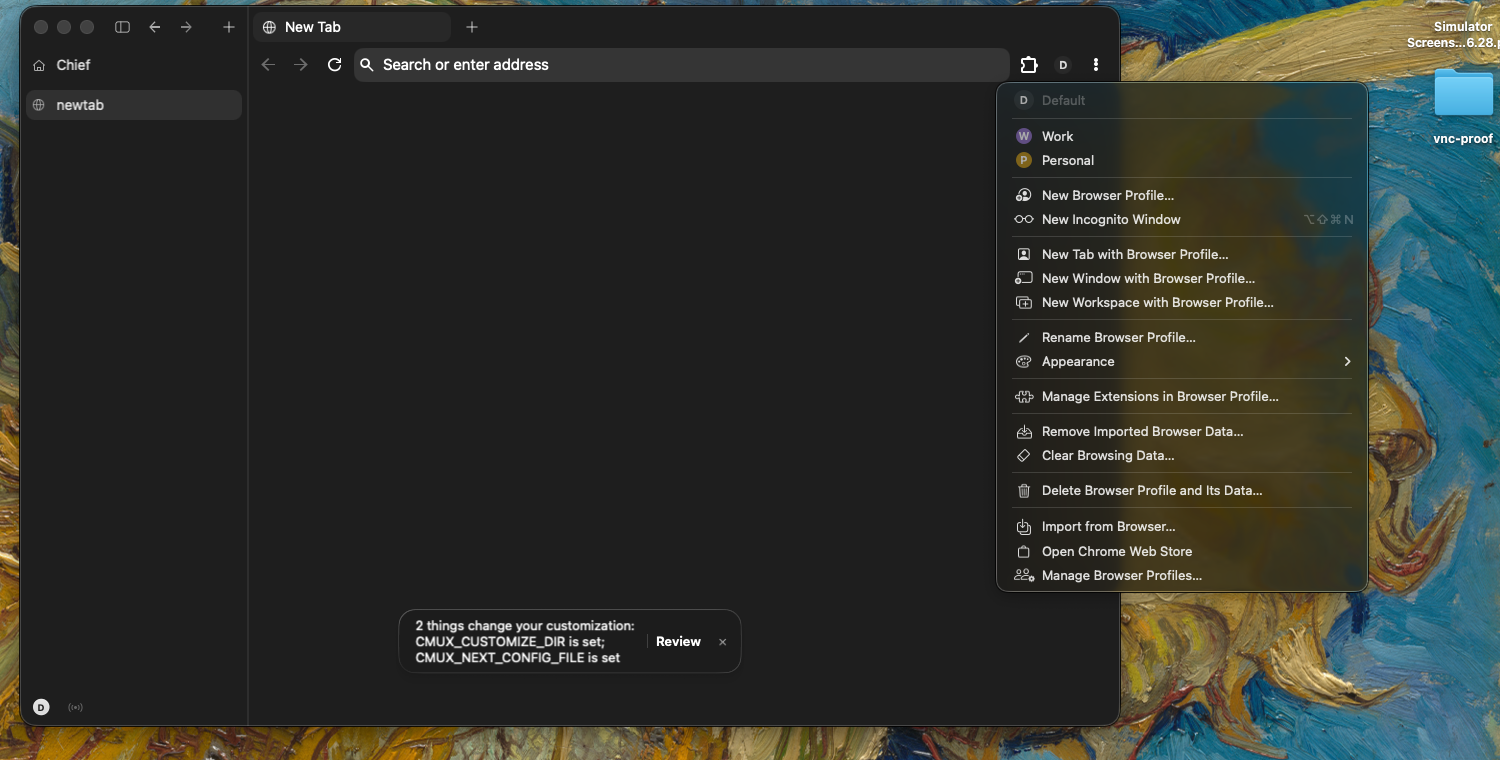 New Tab
Chief
newtab
Search or enter address
D
D Default
W Work
P Personal
New Browser Profile...
New Incognito Window ⌥⇧⌘N
New Tab with Browser Profile...
New Window with Browser Profile...
New Workspace with Browser Profile...
Rename Browser Profile...
Appearance
Manage Extensions in Browser Profile...
Remove Imported Browser Data...
Clear Browsing Data...
Delete Browser Profile and Its Data...
Import from Browser...
Open Chrome Web Store
Manage Browser Profiles...
2 things change your customization:
CMUX_CUSTOMIZE_DIR is set;
CMUX_NEXT_CONFIG_FILE is set
Review
D
Simulator
Screens...6.28.p
vnc-proof